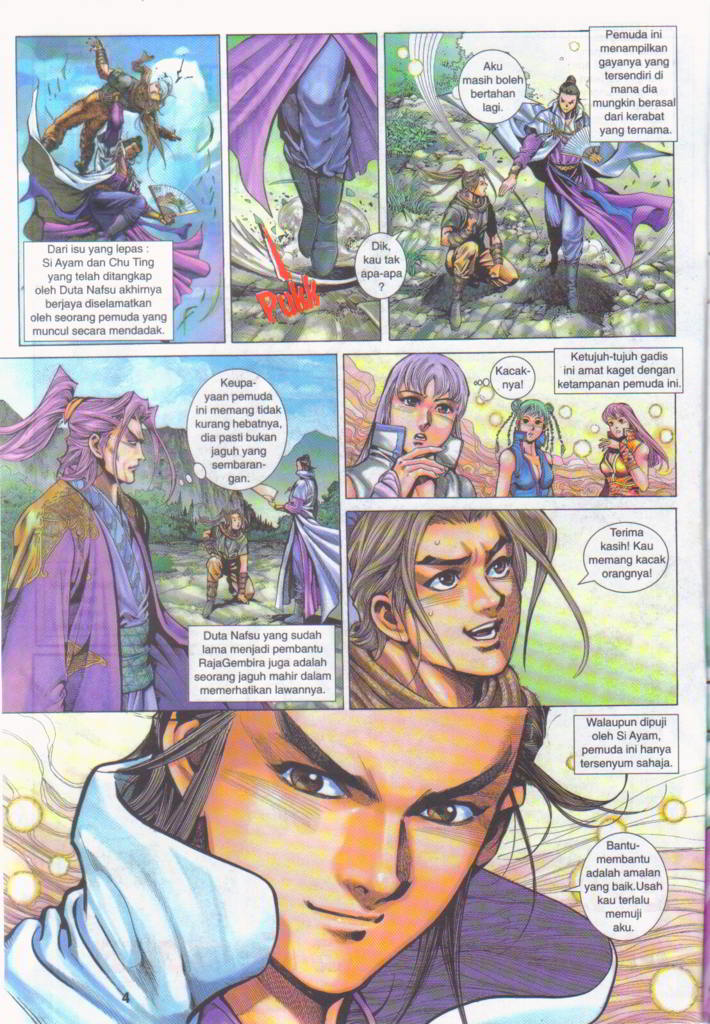 Dari isu yang lepas :
Si Ayam dan Chu Ting
yang telah ditangkap
oleh Duta Nafsu akhirnya
berjaya diselamatkan
oleh seorang pemuda yang
muncul secara mendadak.
Pukk
Dik,
kau tak
apa-apa
?
Aku
masih boleh
bertahan
lagi.
Pemuda ini
menampilkan
gayanya yang
tersendiri di
mana dia
mungkin berasal
dari kerabat
yang ternama.
Keupa-
yaan pemuda
ini memang tidak
kurang hebatnya,
dia pasti bukan
jaguh yang
sembaran-
gan.
Duta Nafsu yang sudah
lama menjadi pembantu
RajaGembira juga adalah
seorang jaguh mahir dalam
memerhatikan lawannya.
Kacak-
nya!
Ketujuh-tujuh gadis
ini amat kaget dengan
ketampanan pemuda ini.
Terima
kasih! Kau
memang kacak
orangnya!
Walaupun dipuji
oleh Si Ayam,
pemuda ini hanya
tersenyum sahaja.
Bantu-
membantu
adalah amalan
yang baik.Usah
kau terlalu
memuji
aku.
4